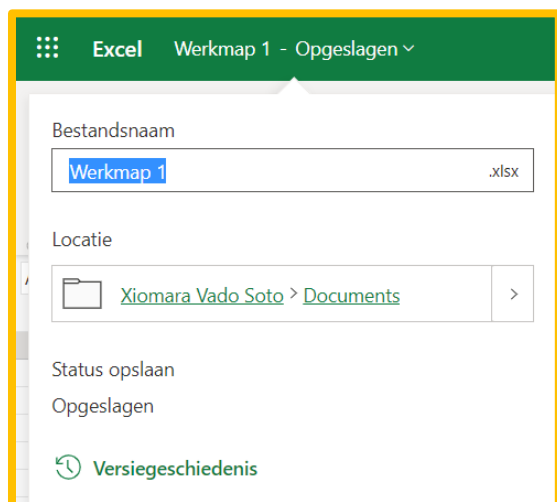 Excel Werkmap 1 - Opgeslagen
Bestandsnaam
Werkmap 1 .xlsx
Locatie
Xiomara Vado Soto > Documents >
Status opslaan
Opgeslagen
Versiegeschiedenis